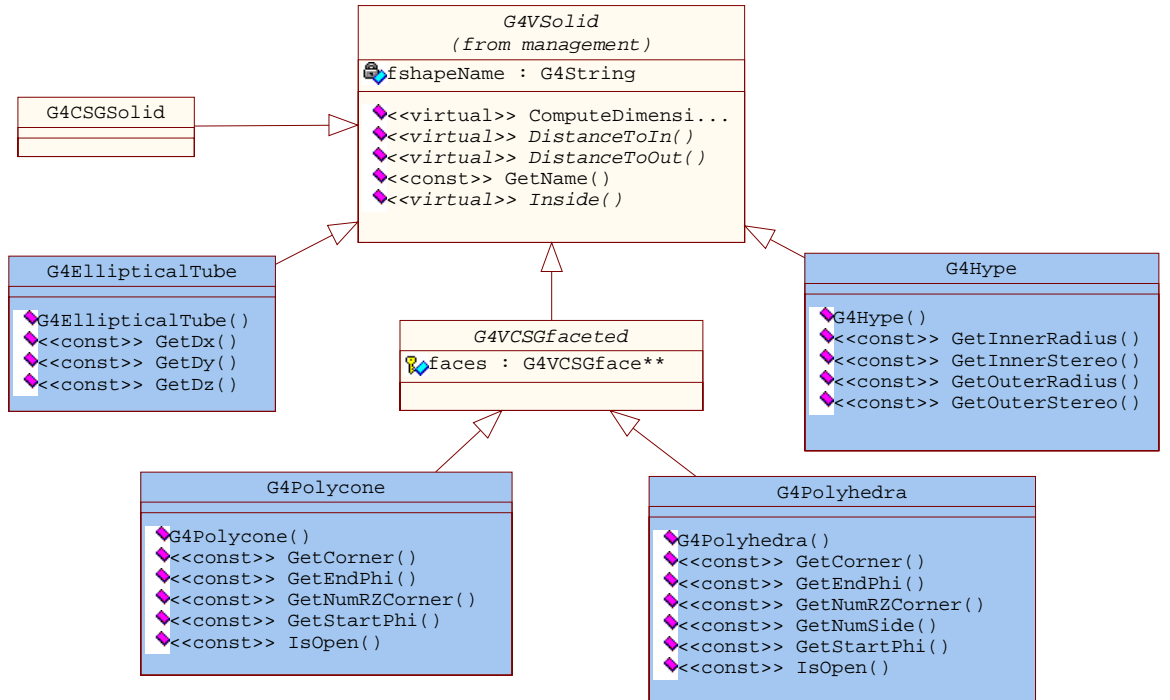 G4VSolid
(from management)
fshapeName : G4String
<<virtual>> ComputeDimensi...
<<virtual>> DistanceToIn()
<<virtual>> DistanceToOut()
<<const>> GetName()
<<virtual>> Inside()
G4CSGSolid
G4EllipticalTube
G4EllipticalTube()
<<const>> GetDx()
<<const>> GetDy()
<<const>> GetDz()
G4VCSGfaceted
faces : G4VCSGface**
G4Hype
G4Hype()
<<const>> GetInnerRadius()
<<const>> GetInnerStereo()
<<const>> GetOuterRadius()
<<const>> GetOuterStereo()
G4Polycone
G4Polycone()
<<const>> GetCorner()
<<const>> GetEndPhi()
<<const>> GetNumRZCorner()
<<const>> GetStartPhi()
<<const>> IsOpen()
G4Polyhedra
G4Polyhedra()
<<const>> GetCorner()
<<const>> GetEndPhi()
<<const>> GetNumRZCorner()
<<const>> GetNumSide()
<<const>> GetStartPhi()
<<const>> IsOpen()